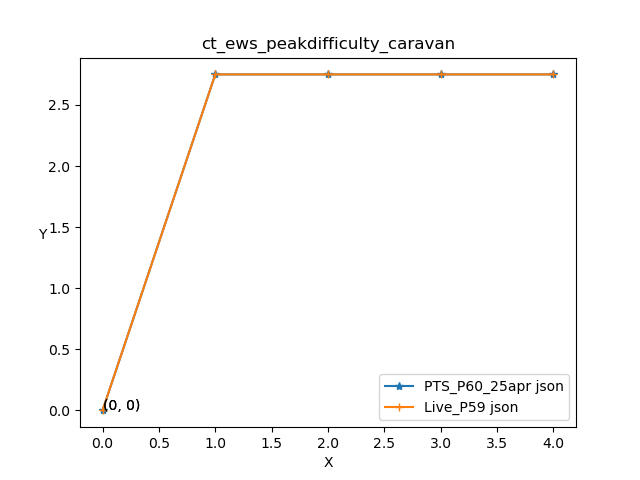 ct_ews_peakdifficulty_caravan
2.5
2.0
Y
1.5
1.0
0.5
0.0
(0, 0)
PTS_P60_25apr json
Live_P59 json
0.0 0.5 1.0 1.5 2.0 2.5 3.0 3.5 4.0
X